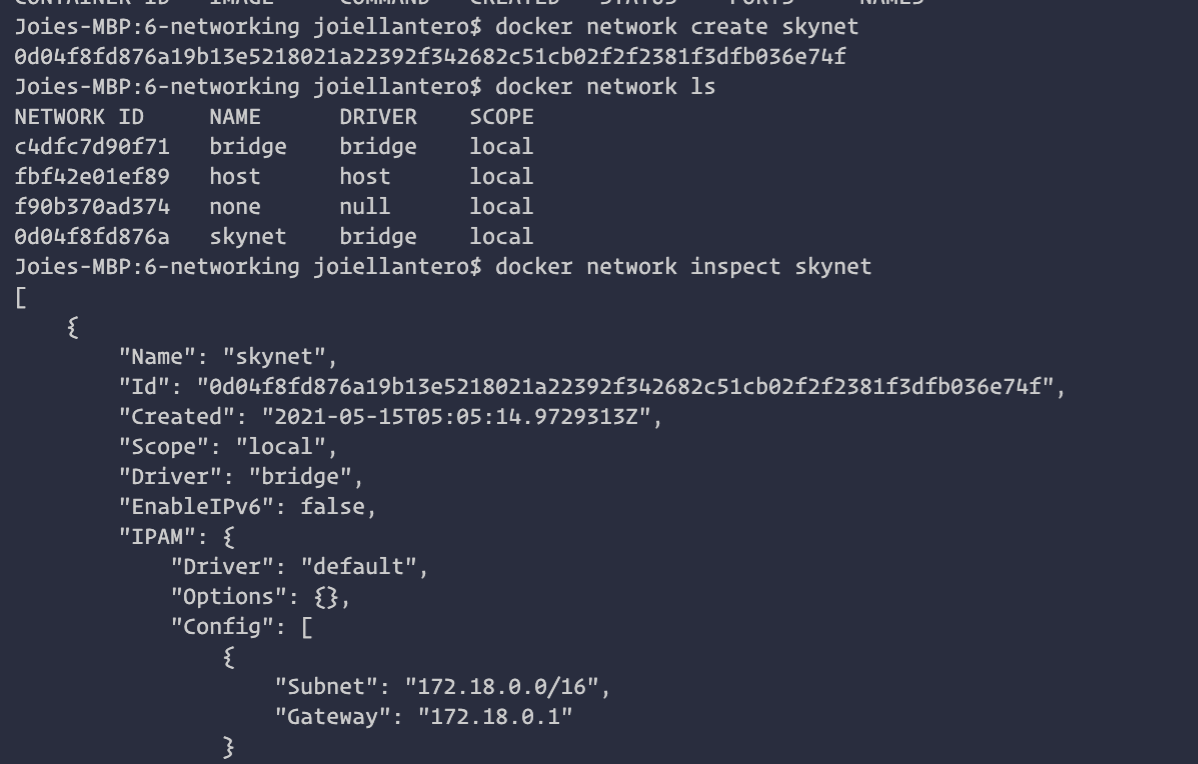 CONTAINER ID   IMAGE     COMMAND   CREATED   STATUS    PORTS     NAMES
Joies-MBP:6-networking joiellantero$ docker network create skynet
0d04f8fd876a19b13e5218021a22392f342682c51cb02f2f2381f3dfb036e74f
Joies-MBP:6-networking joiellantero$ docker network ls
NETWORK ID     NAME      DRIVER    SCOPE
c4dfc7d90f71   bridge    bridge    local
fbf42e01ef89   host      host      local
f90b370ad374   none      null      local
0d04f8fd876a   skynet    bridge    local
Joies-MBP:6-networking joiellantero$ docker network inspect skynet
[
    {
        "Name": "skynet",
        "Id": "0d04f8fd876a19b13e5218021a22392f342682c51cb02f2f2381f3dfb036e74f",
        "Created": "2021-05-15T05:05:14.9729313Z",
        "Scope": "local",
        "Driver": "bridge",
        "EnableIPv6": false,
        "IPAM": {
            "Driver": "default",
            "Options": {},
            "Config": [
                {
                    "Subnet": "172.18.0.0/16",
                    "Gateway": "172.18.0.1"
                }